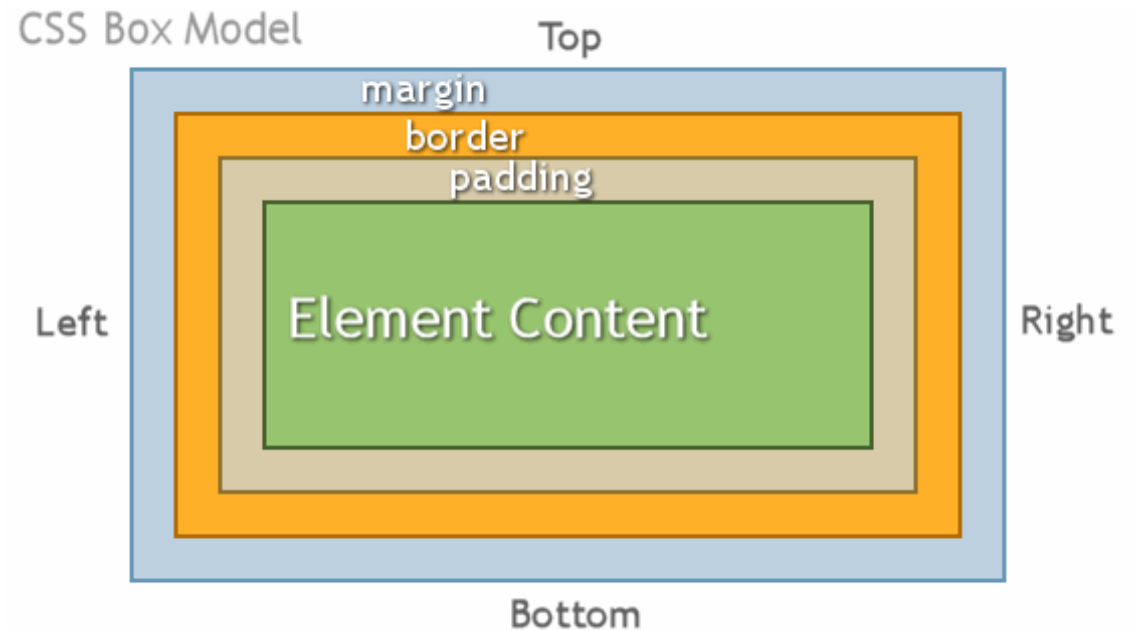 CSS Box Model
Top
margin
border
padding
Element Content
Left
Right
Bottom